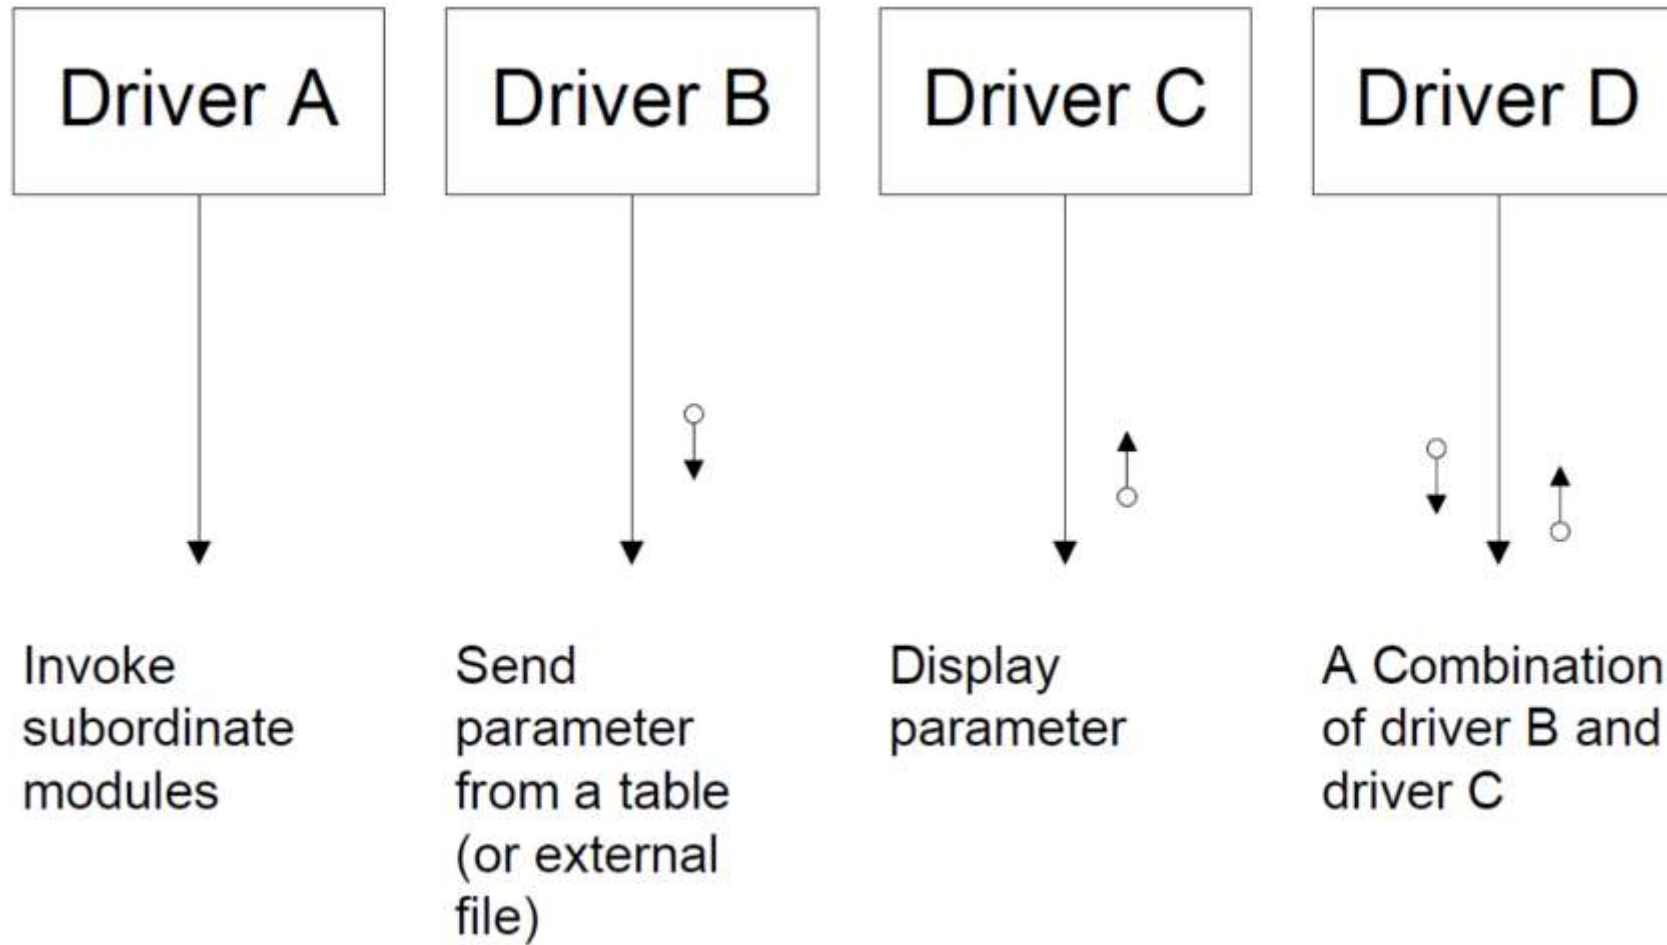 Driver A
Driver B
Driver C
Driver D
Invoke
subordinate
modules
Send
parameter
from a table
(or external
file)
Display
parameter
A Combination
of driver B and
driver C